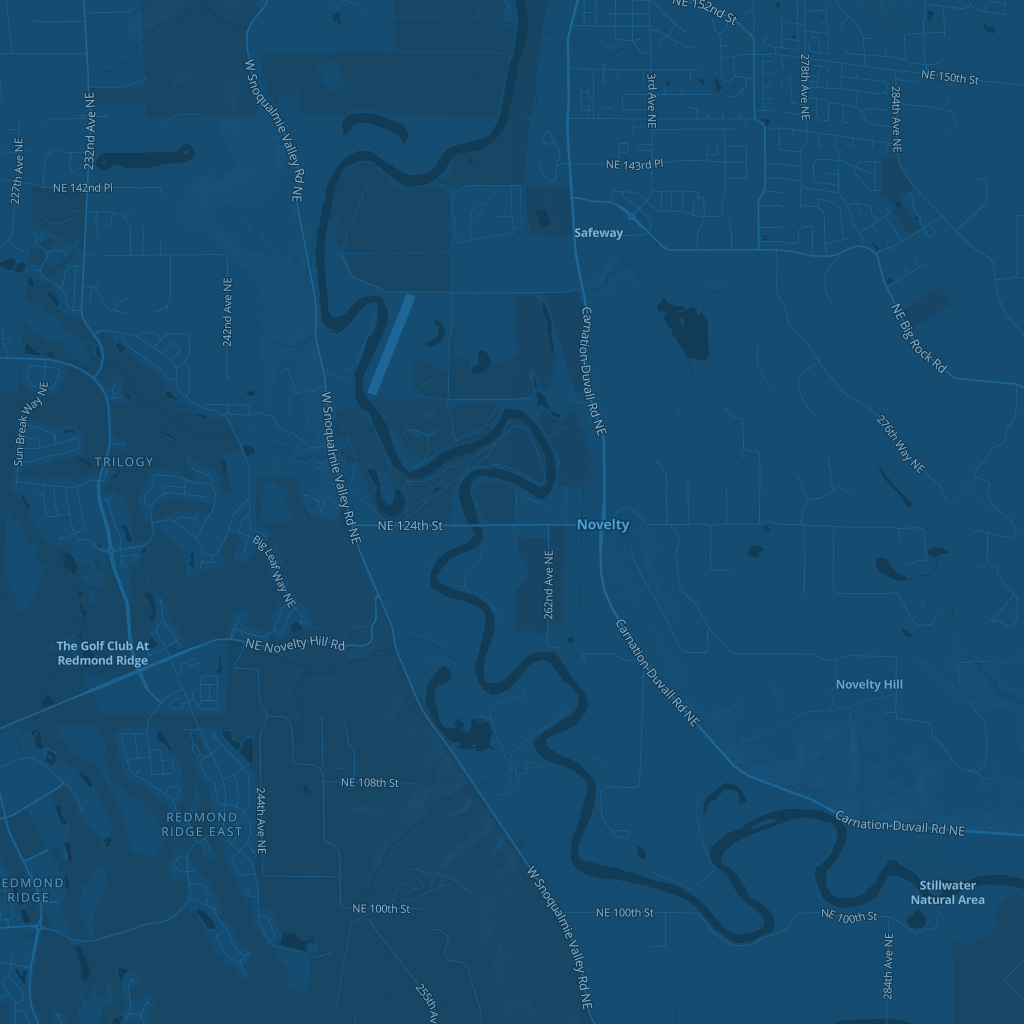 NE 152nd St
W Snoqualmie Valley Rd NE
278th Ave NE
NE 150th St
3rd Ave NE
284th Ave NE
232nd Ave NE
227th Ave NE
NE 143rd Pl
NE 142nd Pl
Safeway
242nd Ave NE
Carnation-Duvall Rd NE
NE Big Rock Rd
Sun Break Way NE
W Snoqualmie Valley Rd NE
276th Way NE
TRILOGY
NE 124th St
Novelty
Big Leaf Way NE
262nd Ave NE
The Golf Club At
Redmond Ridge
NE Novelty Hill Rd
Carnation-Duvall Rd NE
Novelty Hill
NE 108th St
244th Ave NE
REDMOND
RIDGE EAST
Carnation-Duvall Rd NE
EDMOND
RIDGE
Stillwater
Natural Area
W Snoqualmie Valley Rd NE
NE 100th St
NE 100th St
NE 100th St
284th Ave NE
255th Av